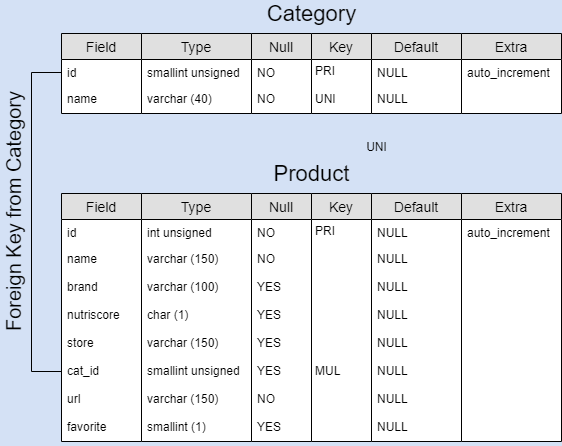 Category
Field Type Null Key Default Extra
id smallint unsigned NO PRI NULL auto_increment
name varchar (40) NO UNI NULL
Foreign Key from Category
UNI
Product
Field Type Null Key Default Extra
id int unsigned NO PRI NULL auto_increment
name varchar (150) NO NULL
brand varchar (100) YES NULL
nutriscore char (1) YES NULL
store varchar (150) YES NULL
cat_id smallint unsigned YES MUL NULL
url varchar (150) NO NULL
favorite smallint (1) YES NULL